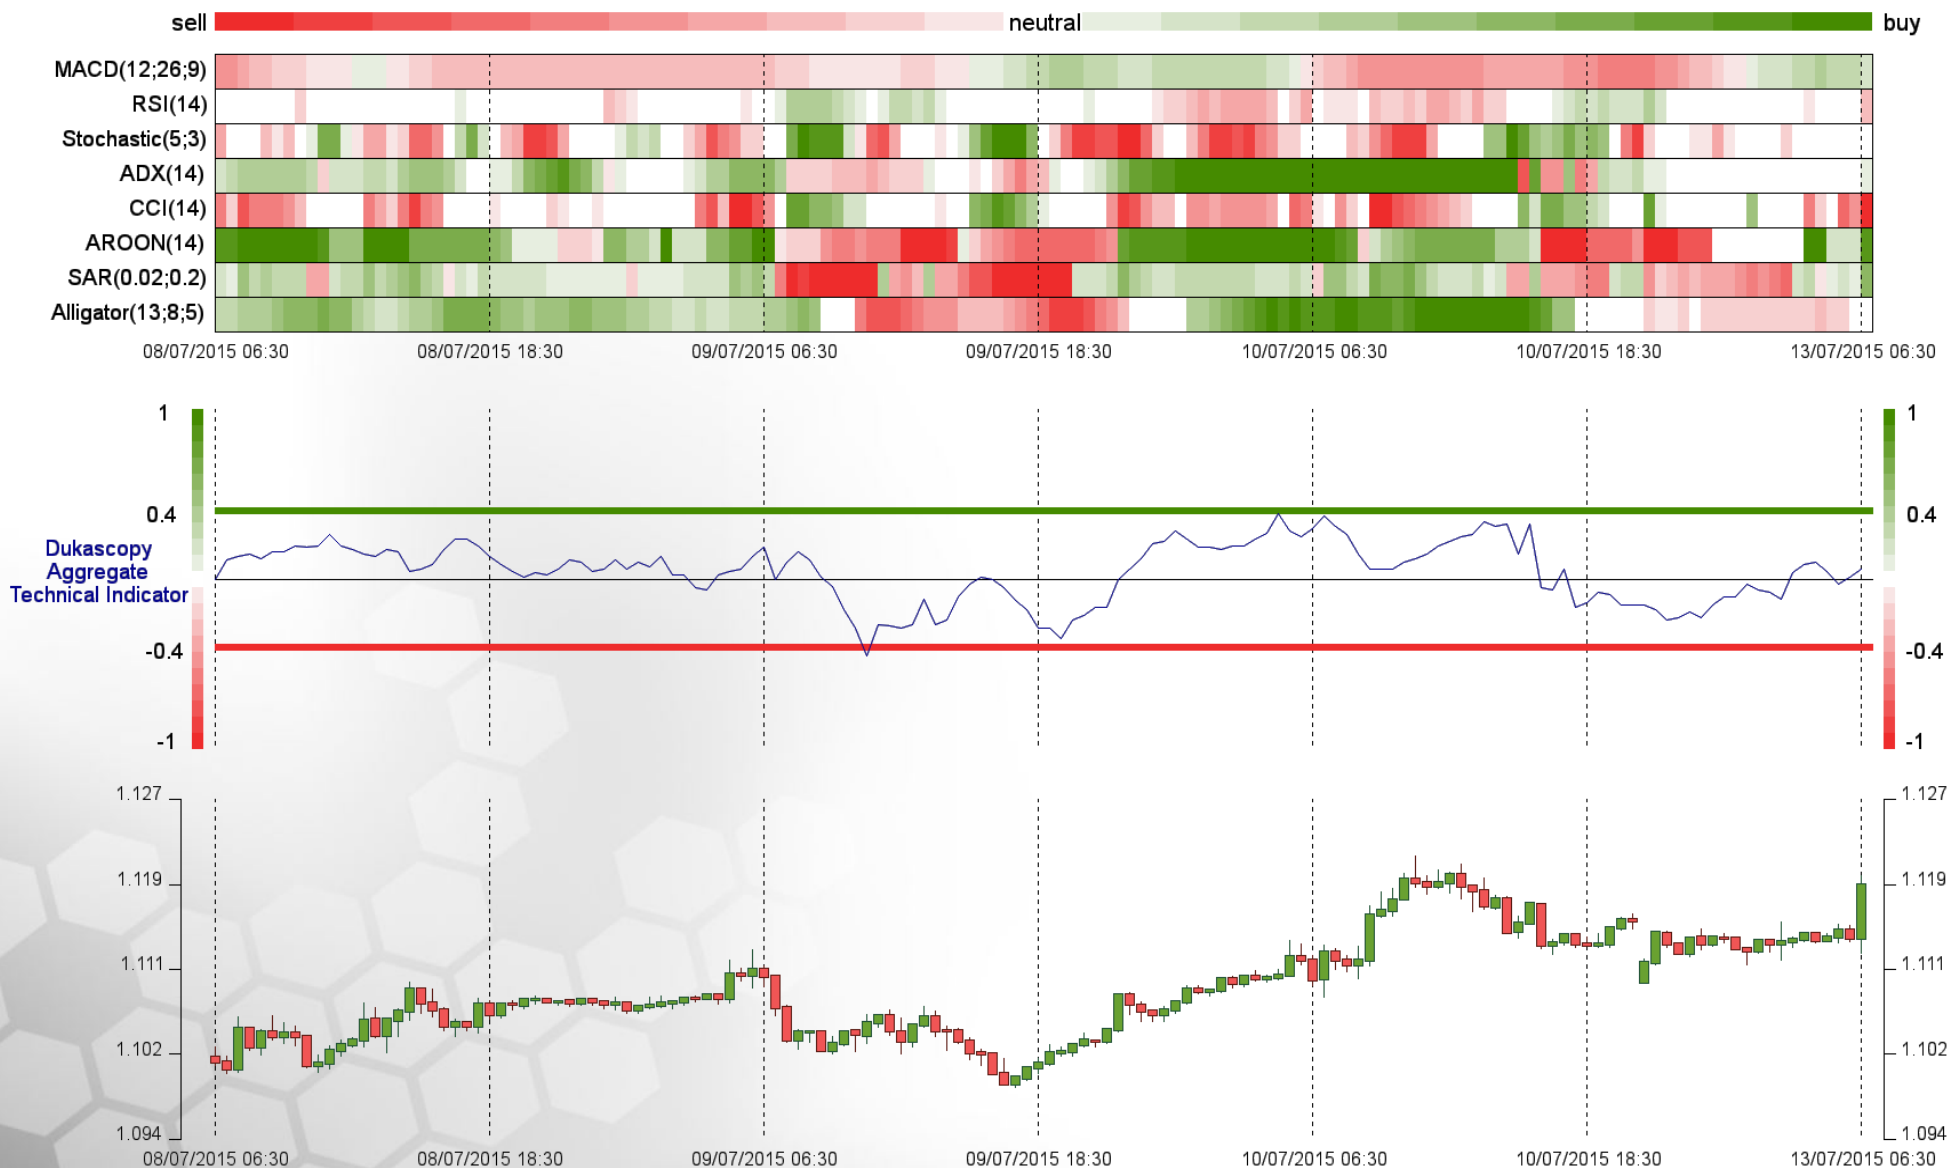 sell neutral buy
MACD(12;26;9)
RSI(14)
Stochastic(5;3)
ADX(14)
CCI(14)
AROON(14)
SAR(0.02;0.2)
Alligator(13;8;5)
08/07/2015 06:30 08/07/2015 18:30 09/07/2015 06:30 09/07/2015 18:30 10/07/2015 06:30 10/07/2015 18:30 13/07/2015 06:30
1 1
0.4 0.4
Dukascopy
Aggregate
Technical Indicator
-0.4 -0.4
-1 -1
1.127 1.127
1.119 1.119
1.111 1.111
1.102 1.102
1.094 1.094
08/07/2015 06:30 08/07/2015 18:30 09/07/2015 06:30 09/07/2015 18:30 10/07/2015 06:30 10/07/2015 18:30 13/07/2015 06:30